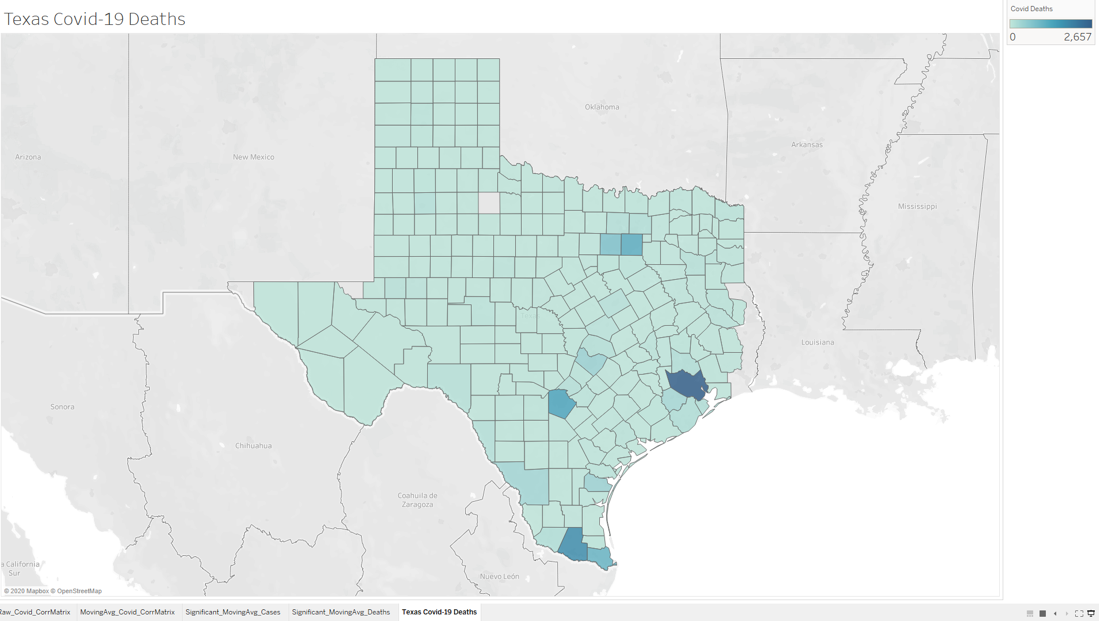 Texas Covid-19 Deaths
Covid Deaths
0 2,657
Oklahoma
Arizona
New Mexico
Arkansas
Mississippi
Louisiana
Sonora
Chihuahua
Coahuila de
Zaragoza
a California
Sur
Nuevo León
© 2020 Mapbox © OpenStreetMap
Raw_Covid_CorrMatrix MovingAvg_Covid_CorrMatrix Significant_MovingAvg_Cases Significant_MovingAvg_Deaths Texas Covid-19 Deaths